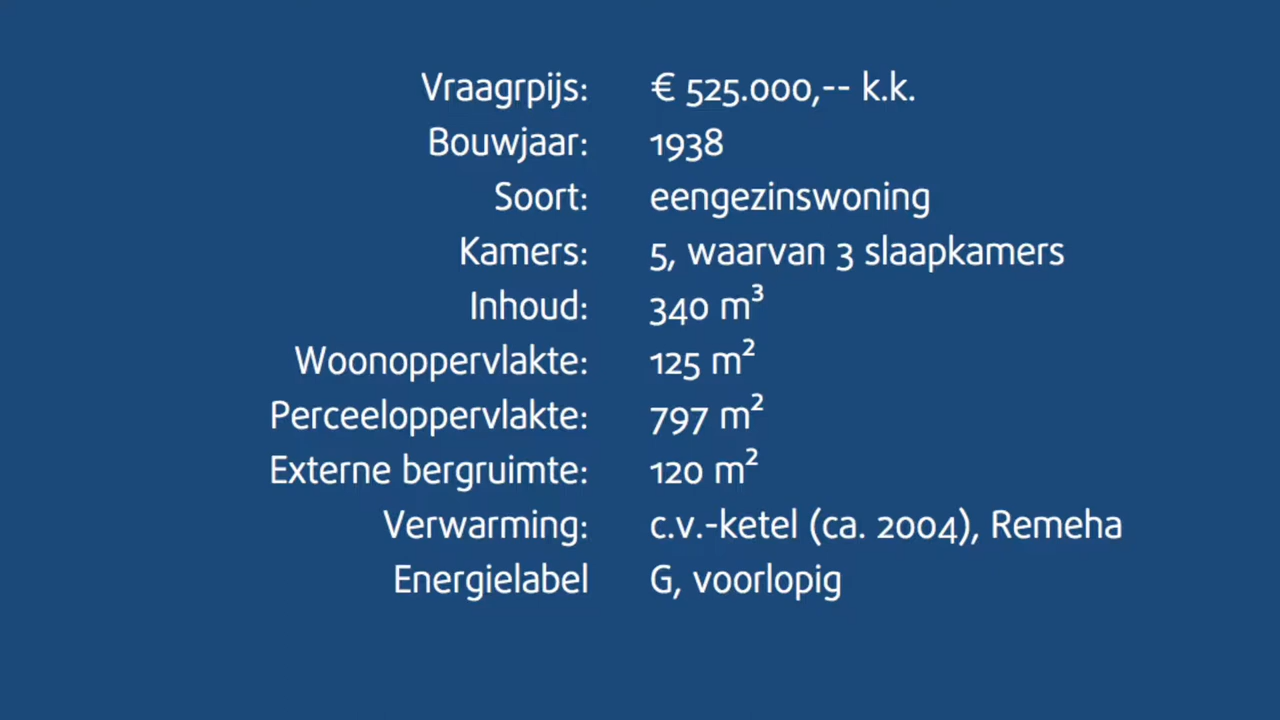 Vraagrpijs: € 525.000,-- k.k.
Bouwjaar: 1938
Soort: eengezinswoning
Kamers: 5, waarvan 3 slaapkamers
Inhoud: 340 m³
Woonoppervlakte: 125 m²
Perceeloppervlakte: 797 m²
Externe bergruimte: 120 m²
Verwarming: c.v.-ketel (ca. 2004), Remeha
Energielabel G, voorlopig